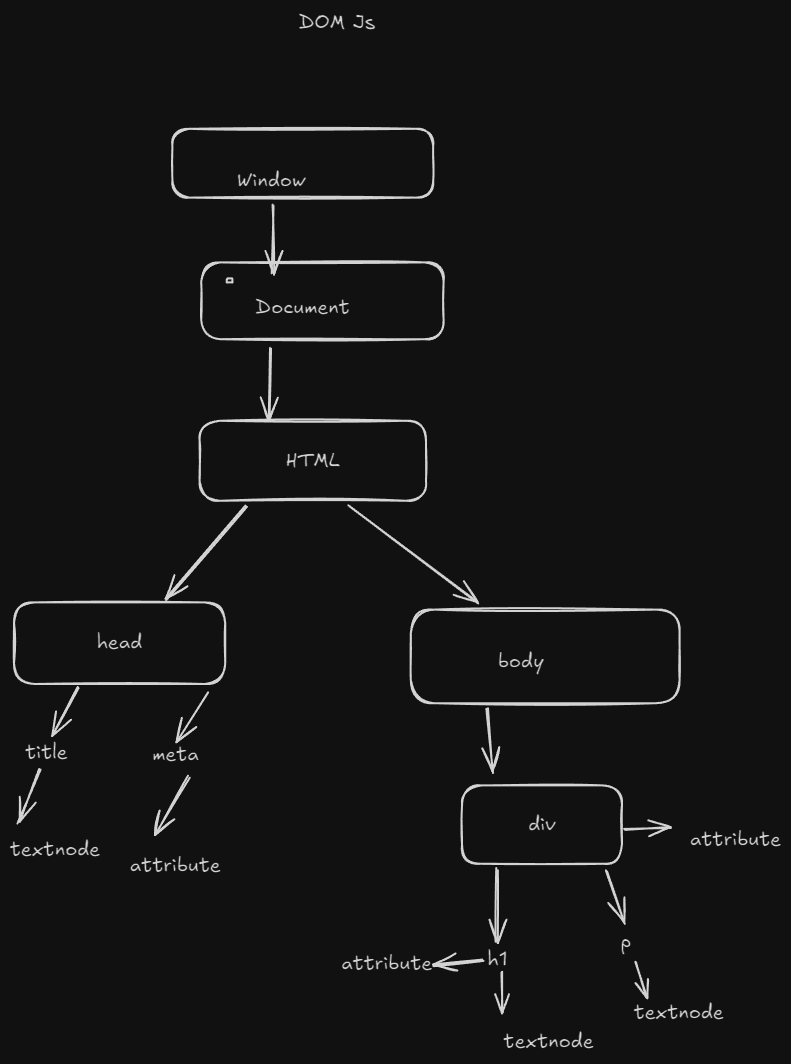 DOM Js
Window
Document
HTML
head
body
title
meta
textnode
attribute
div
attribute
h1
attribute
p
textnode
textnode